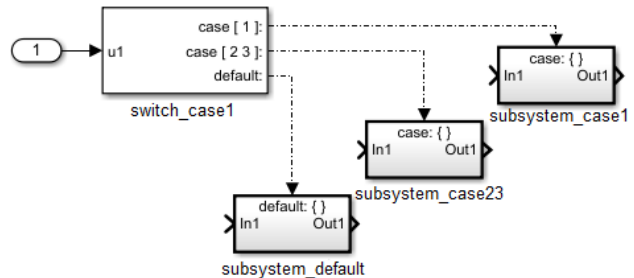 1
u1
case [ 1 ]:
case [ 2 3 ]:
default:
switch_case1
case: { }
In1 Out1
subsystem_case1
case: { }
In1 Out1
subsystem_case23
default: { }
In1 Out1
subsystem_default